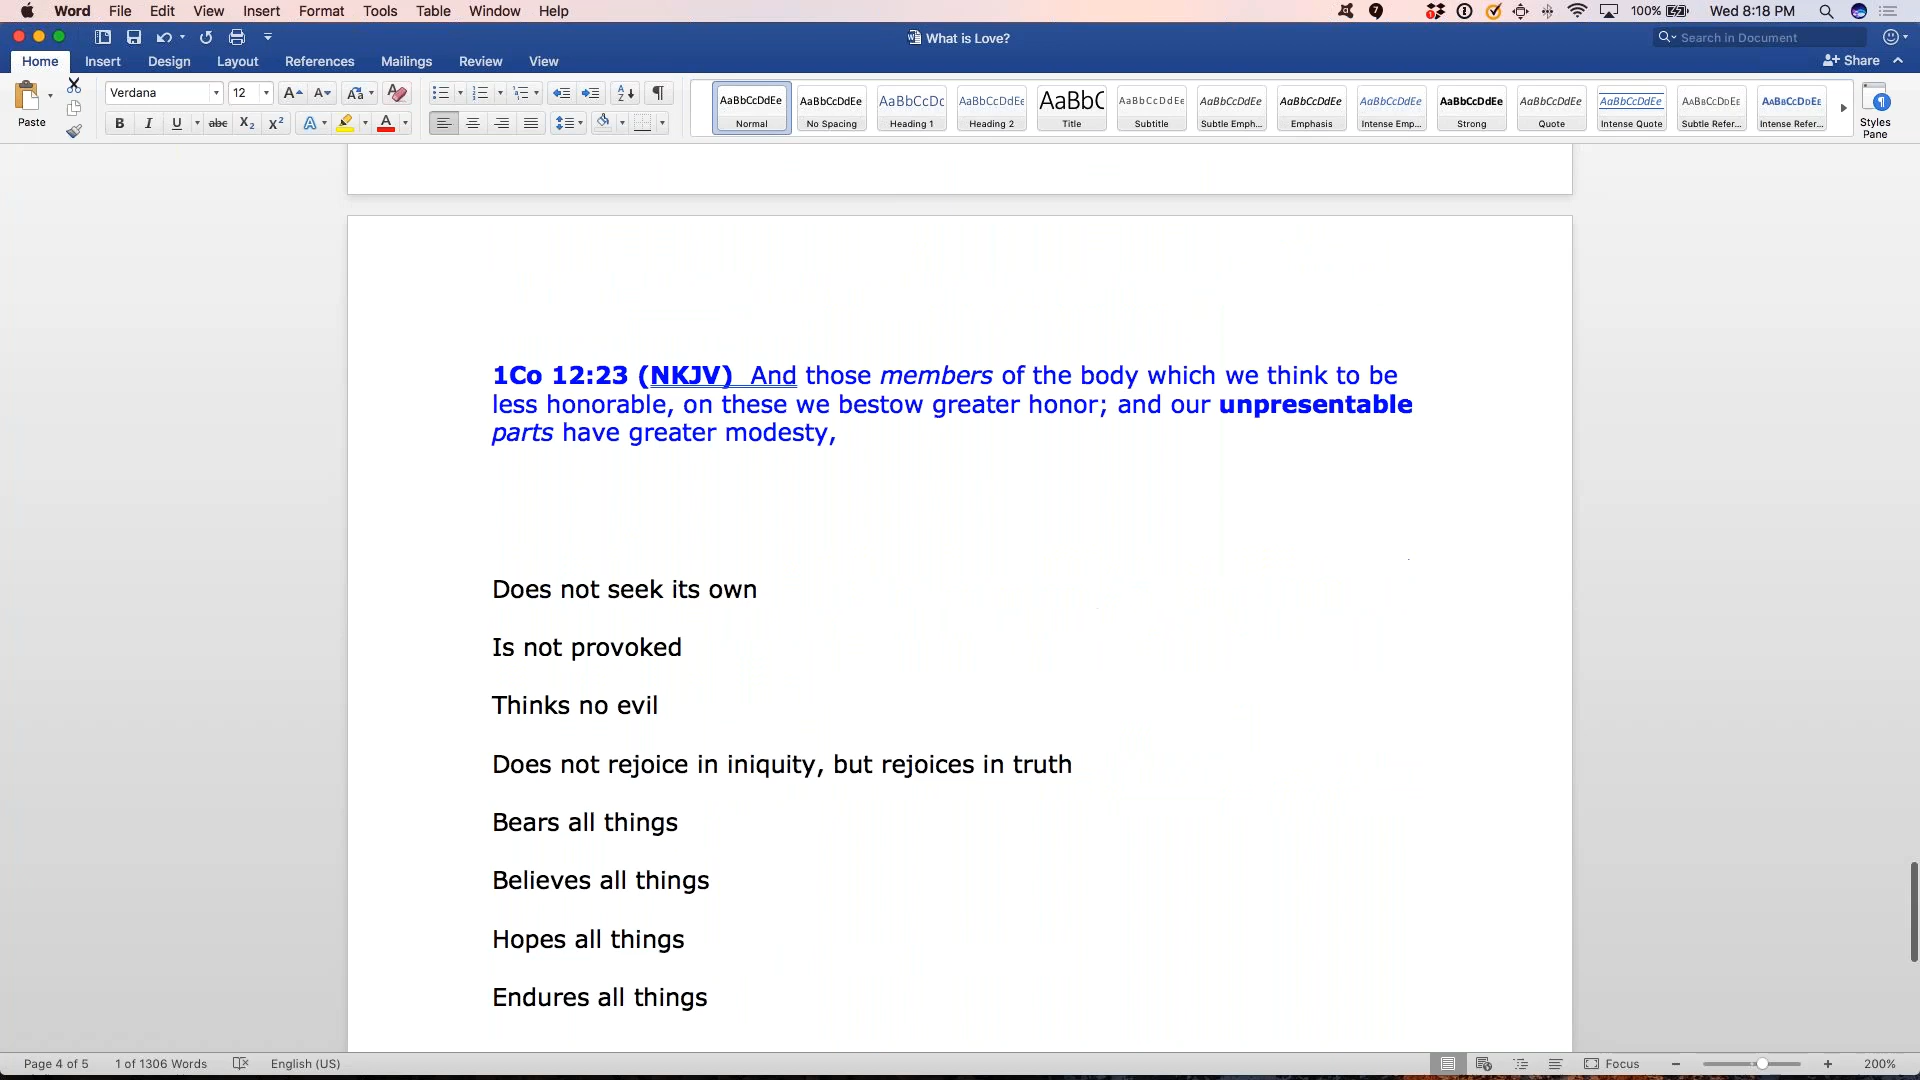 Word File Edit View Insert Format Tools Table Window Help 100% Wed 8:18 PM
What is Love? Search in Document
Home Insert Design Layout References Mailings Review View Share
Paste Verdana 12
AaBbCcDdEe AaBbCcDdEe AaBbCcDc AaBbCcDdEe AaBbC AaBbCcDdEe AaBbCcDdEe AaBbCcDdEe AaBbCcDdEe AaBbCcDdEe AaBbCcDdEe AaBbCcDdEe AaBbCcDdEe AaBbCcDdEe
Normal No Spacing Heading 1 Heading 2 Title Subtitle Subtle Emph... Emphasis Intense Emp... Strong Quote Intense Quote Subtle Refer... Intense Refer... Styles Pane
B I U abc X2 X2 A A
1Co 12:23 (NKJV) And those members of the body which we think to be
less honorable, on these we bestow greater honor; and our unpresentable
parts have greater modesty,
Does not seek its own
Is not provoked
Thinks no evil
Does not rejoice in iniquity, but rejoices in truth
Bears all things
Believes all things
Hopes all things
Endures all things
Page 4 of 5 1 of 1306 Words English (US) Focus 200%